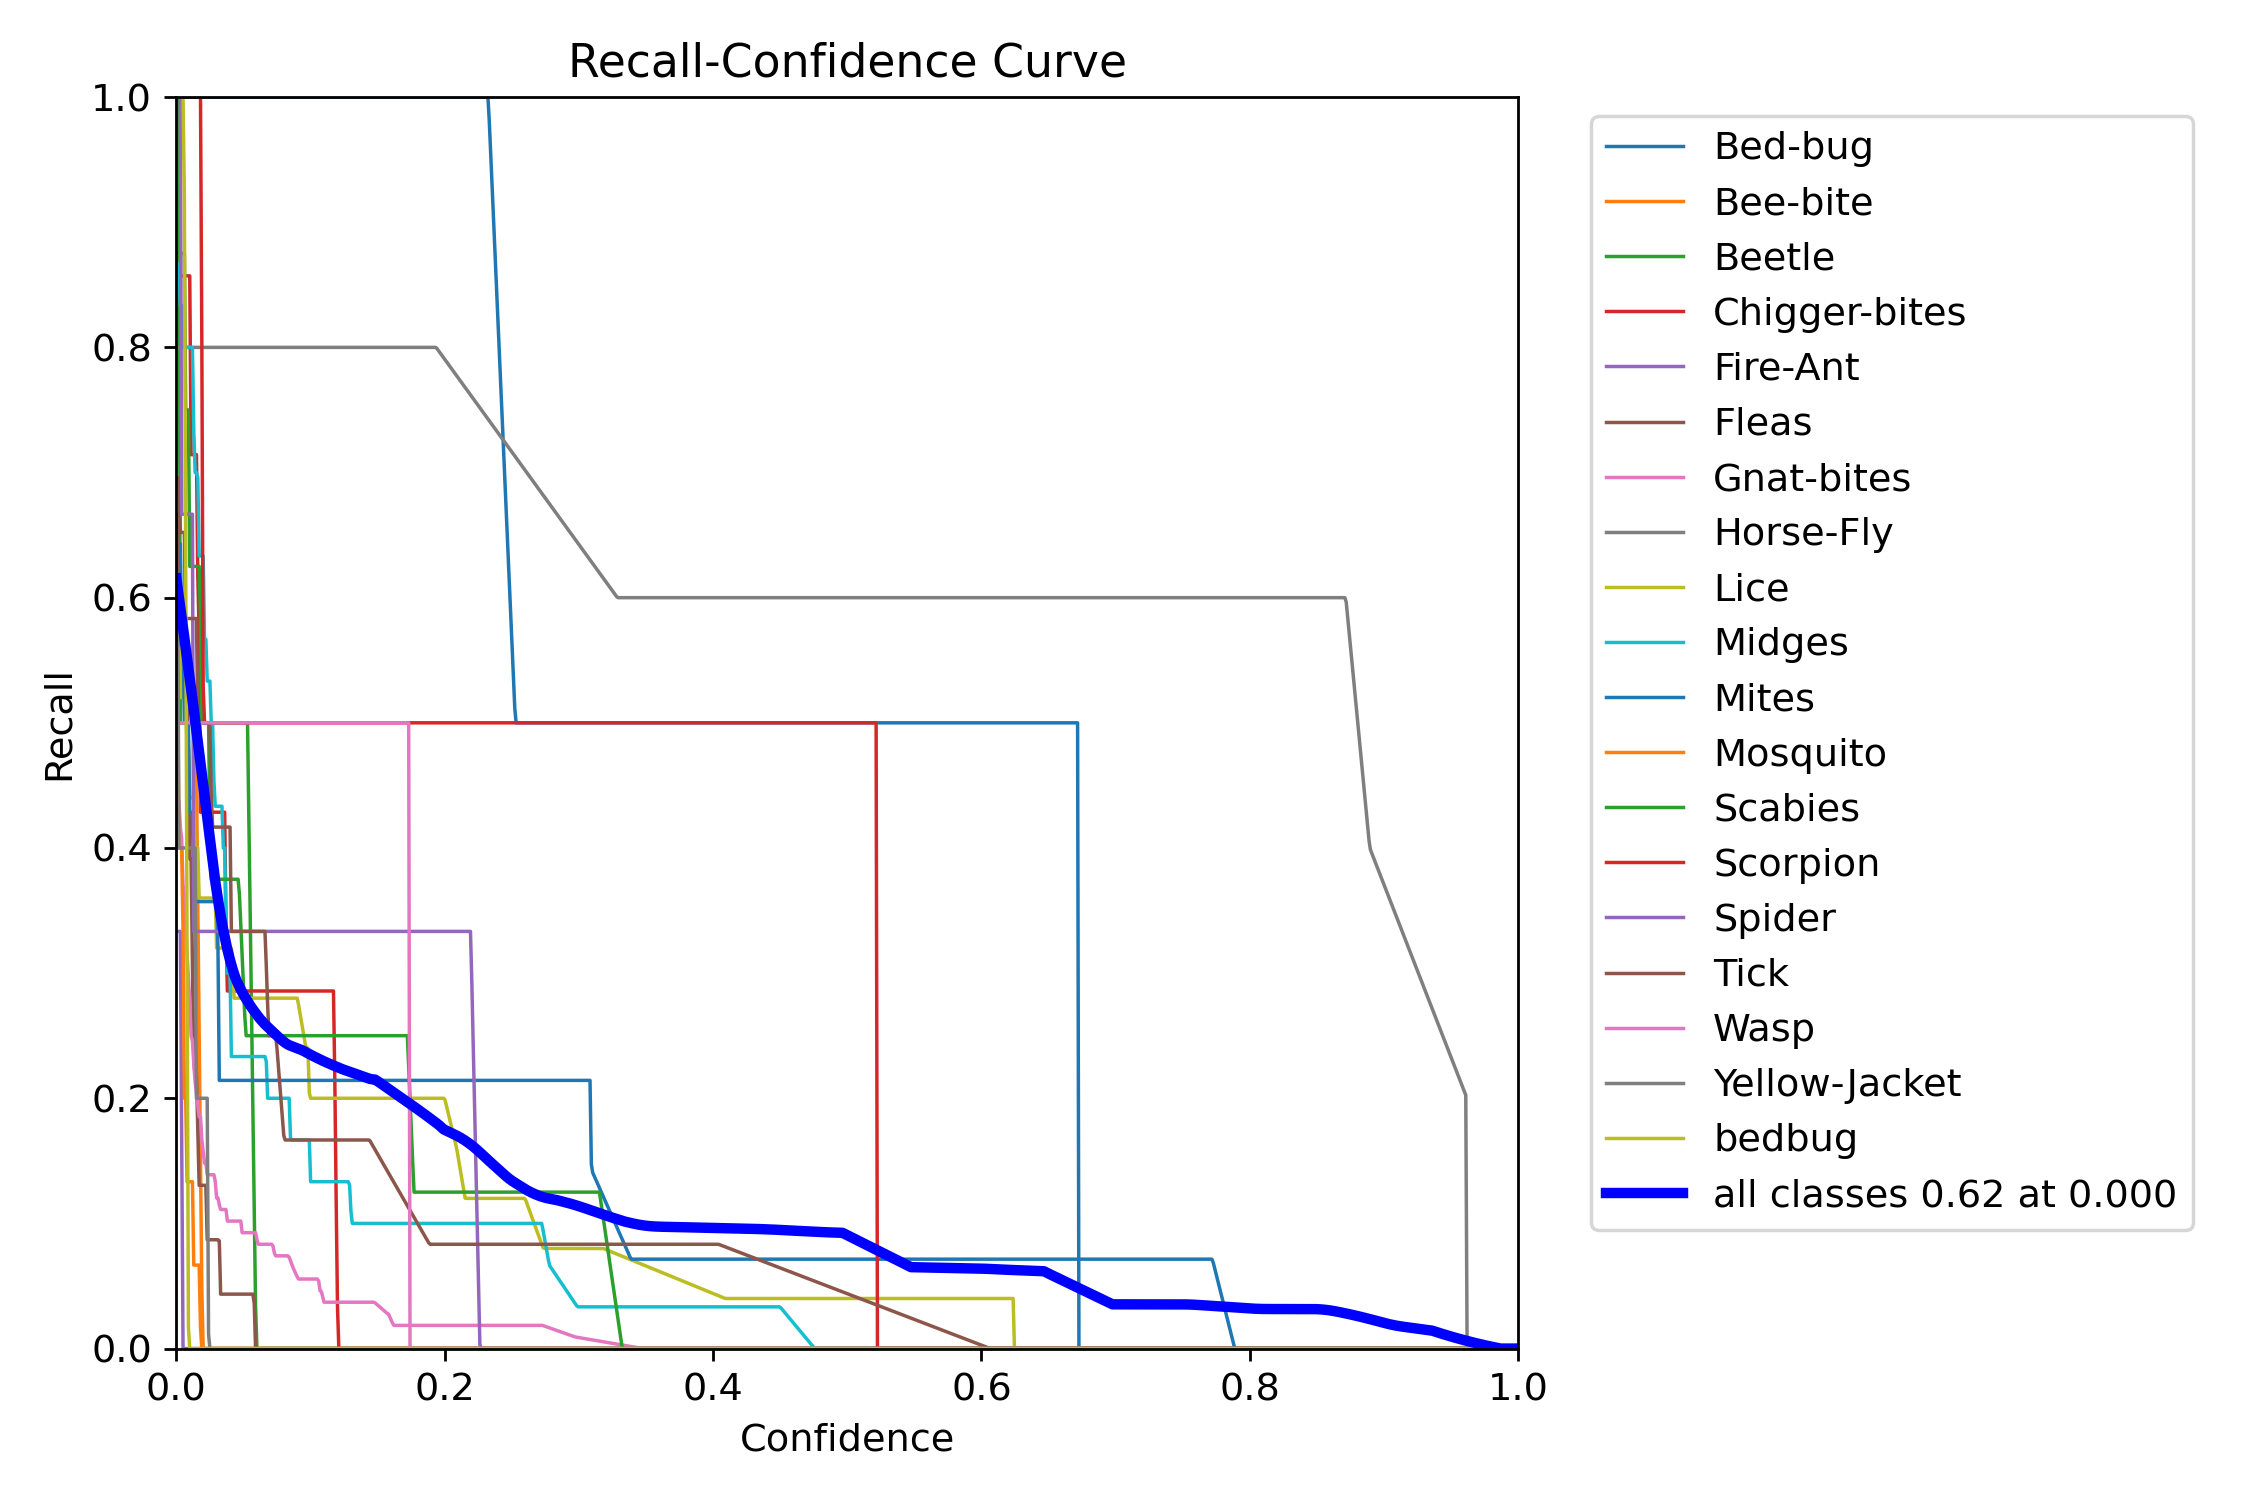 Recall-Confidence Curve
1.0
0.8
0.6
0.4
0.2
0.0
Recall
0.0 0.2 0.4 0.6 0.8 1.0
Confidence
Bed-bug
Bee-bite
Beetle
Chigger-bites
Fire-Ant
Fleas
Gnat-bites
Horse-Fly
Lice
Midges
Mites
Mosquito
Scabies
Scorpion
Spider
Tick
Wasp
Yellow-Jacket
bedbug
all classes 0.62 at 0.000